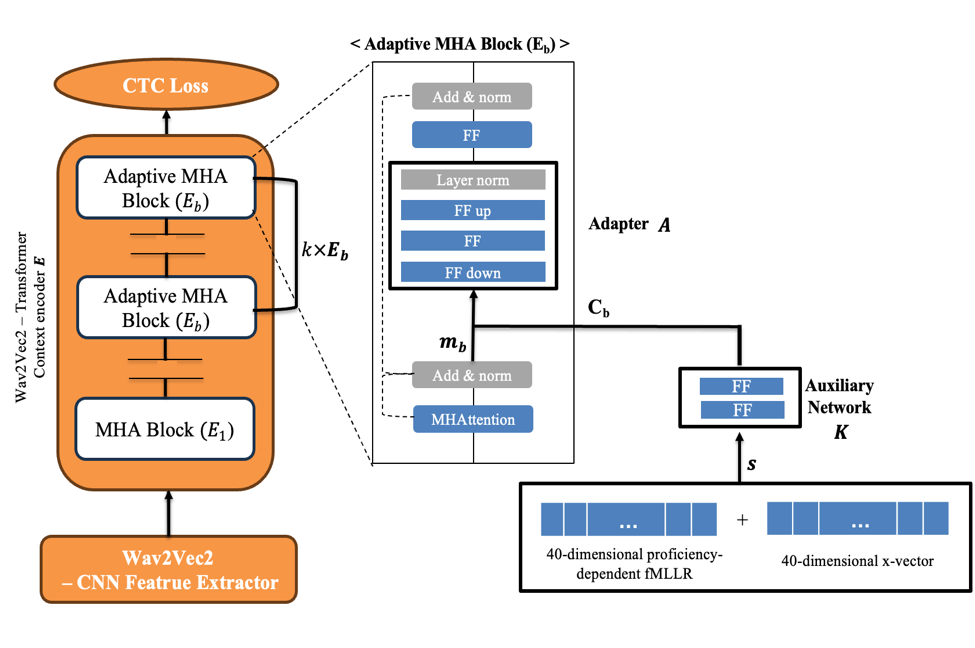 < Adaptive MHA Block (E_b) >
CTC Loss
Adaptive MHA
Block (E_b)
Adaptive MHA
Block (E_b)
MHA Block (E_1)
k×E_b
Wav2Vec2 – Transformer
Context encoder E
Wav2Vec2
– CNN Featrue Extractor
Add & norm
FF
Layer norm
FF up
FF
FF down
Adapter A
C_b
m_b
Add & norm
MHAttention
FF
FF
Auxiliary
Network
K
s
...
+
...
40-dimensional proficiency-
dependent fMLLR
40-dimensional x-vector